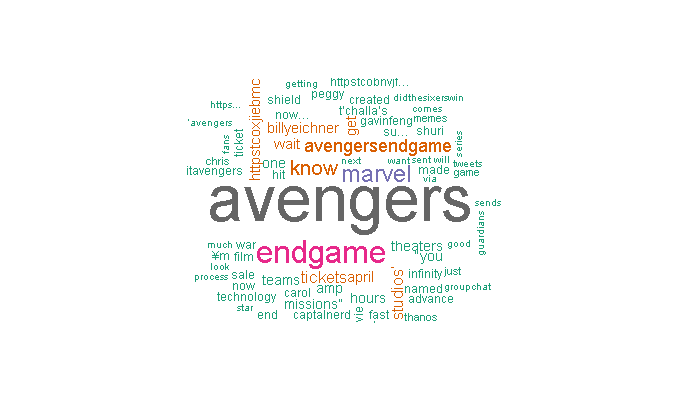 getting
httpstcobnvjt...
https...
shield
peggy
created
didthesixerswin
now...
t'challa's
comes
'avengers
httpstcoxjiebmc
billyeichner
get
gavinfeng
memes
su...
shuri
fans
ticket
wait
avengersendgame
series
chris
one
know
next
want
sent
will
tweets
itavengers
hit
marvel
made
via
game
avengers
sends
guardians
much
war
endgame
theaters
good
¥m
film
"you
look
process
sale
teams
tickets
april
studios'
infinity
just
now
carol
amp
named
groupchat
technology
missions"
hours
advance
star
end
captalnerd
vie
fast
thanos